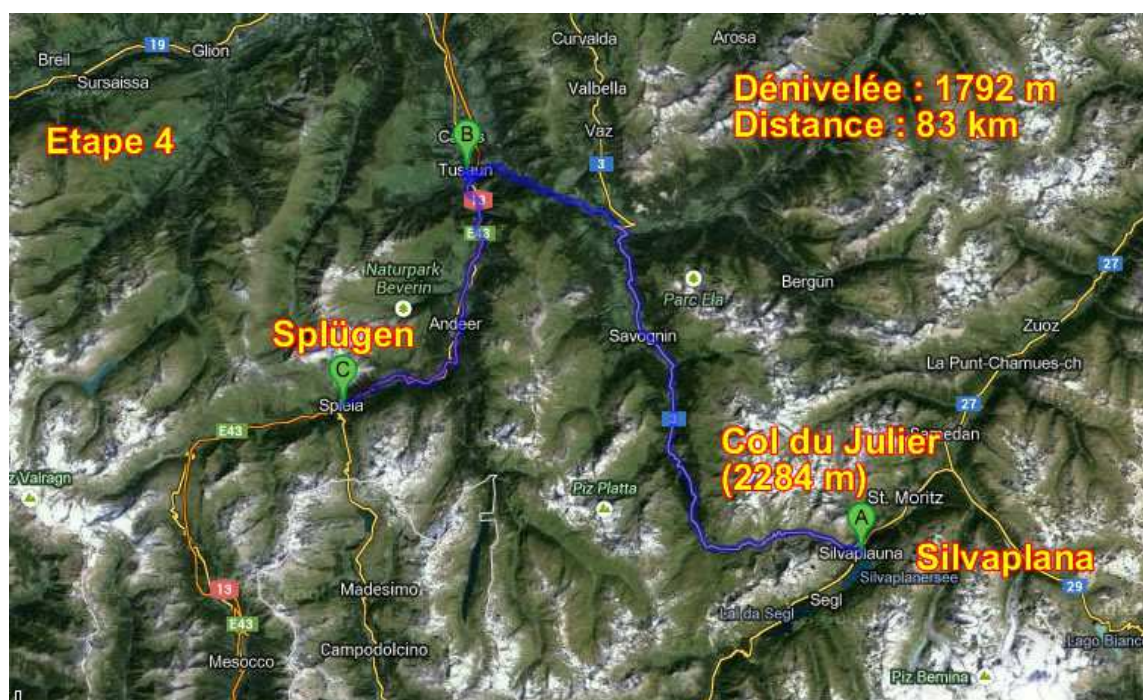 19
Glion
Breil
Sursaissa
Curvalda
Arosa
Valbella
Vaz
3
Dénivelée : 1792 m
Distance : 83 km
Etape 4
B
Tusaun
13
E43
Naturpark
Beverin
Parc Ela
Bergün
27
Zuoz
Andeer
Savognin
La Punt-Chamues-ch
Splügen
C
Spleia
E43
3
27
Samedan
Col du Julier
(2284 m)
Piz Platta
A
St. Moritz
Silvaplauna
Silvaplana
Silvaplanersee
Segl
Lai da Segl
29
Lago Bianco
13
E43
Madesimo
Campodolcino
Mesocco
Piz Bernina